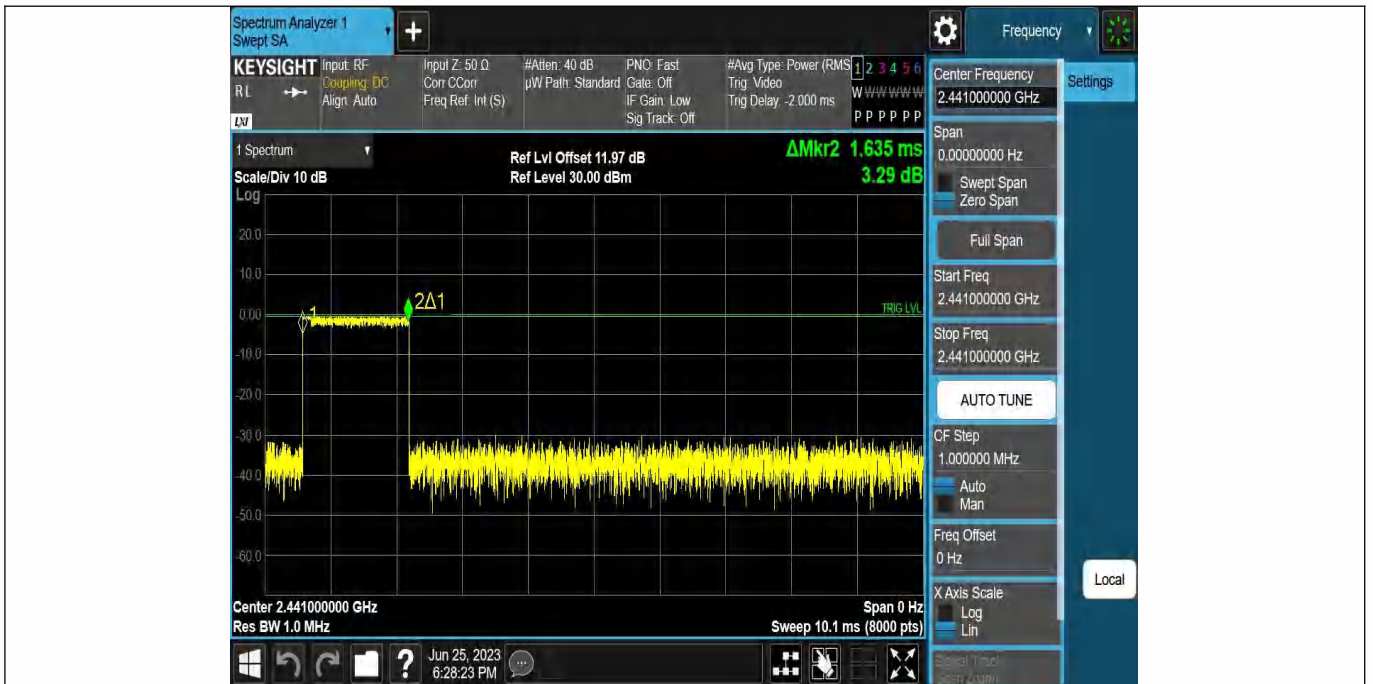 Spectrum Analyzer 1
Swept SA
Frequency
KEYSIGHT
RL
LXI
Input: RF
Coupling: DC
Align: Auto
Input Z: 50 Ω
Corr CCorr
Freq Ref: Int (S)
#Atten: 40 dB
µW Path: Standard
PNO: Fast
Gate: Off
IF Gain: Low
Sig Track: Off
#Avg Type: Power (RMS
Trig: Video
Trig Delay: -2.000 ms
1 2 3 4 5 6
W W W W W W
P P P P P P
1 Spectrum
Scale/Div 10 dB
Log
Ref Lvl Offset 11.97 dB
Ref Level 30.00 dBm
ΔMkr2 1.635 ms
3.29 dB
20.0
10.0
0.00
-10.0
-20.0
-30.0
-40.0
-50.0
-60.0
1
2Δ1
TRIG LVL
Center 2.441000000 GHz
Res BW 1.0 MHz
Span 0 Hz
Sweep 10.1 ms (8000 pts)
Center Frequency
2.441000000 GHz
Settings
Span
0.00000000 Hz
Swept Span
Zero Span
Full Span
Start Freq
2.441000000 GHz
Stop Freq
2.441000000 GHz
AUTO TUNE
CF Step
1.000000 MHz
Auto
Man
Freq Offset
0 Hz
X Axis Scale
Log
Lin
Signal Track
Local
?
Jun 25, 2023
6:28:23 PM